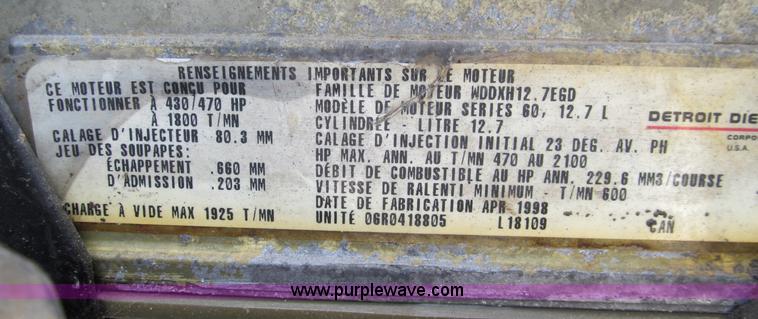 RENSEIGNEMENTS IMPORTANTS SUR LE MOTEUR
CE MOTEUR EST CONÇU POUR
FONCTIONNER À 430/470 HP
À 1800 T/MN
CALAGE D'INJECTEUR 80.3 MM
JEU DES SOUPAPES:
ÉCHAPPEMENT .660 MM
D'ADMISSION .203 MM
CHARGE À VIDE MAX 1925 T/MN
FAMILLE DE MOTEUR WDDXH12.7EGD
MODÈLE DE MOTEUR SERIES 60, 12.7 L
CYLINDRÉE - LITRE 12.7
CALAGE D'INJECTION INITIAL 23 DEG. AV. PH
HP MAX. ANN. AU T/MN 470 AU 2100
DÉBIT DE COMBUSTIBLE AU HP ANN. 229.6 MM3/COURSE
VITESSE DE RALENTI MINIMUM - T/MN 600
DATE DE FABRICATION APR 1998
UNITÉ 06R0418805 L18109 CAN
DETROIT DIE
CORPO
U.S.A.
www.purplewave.com